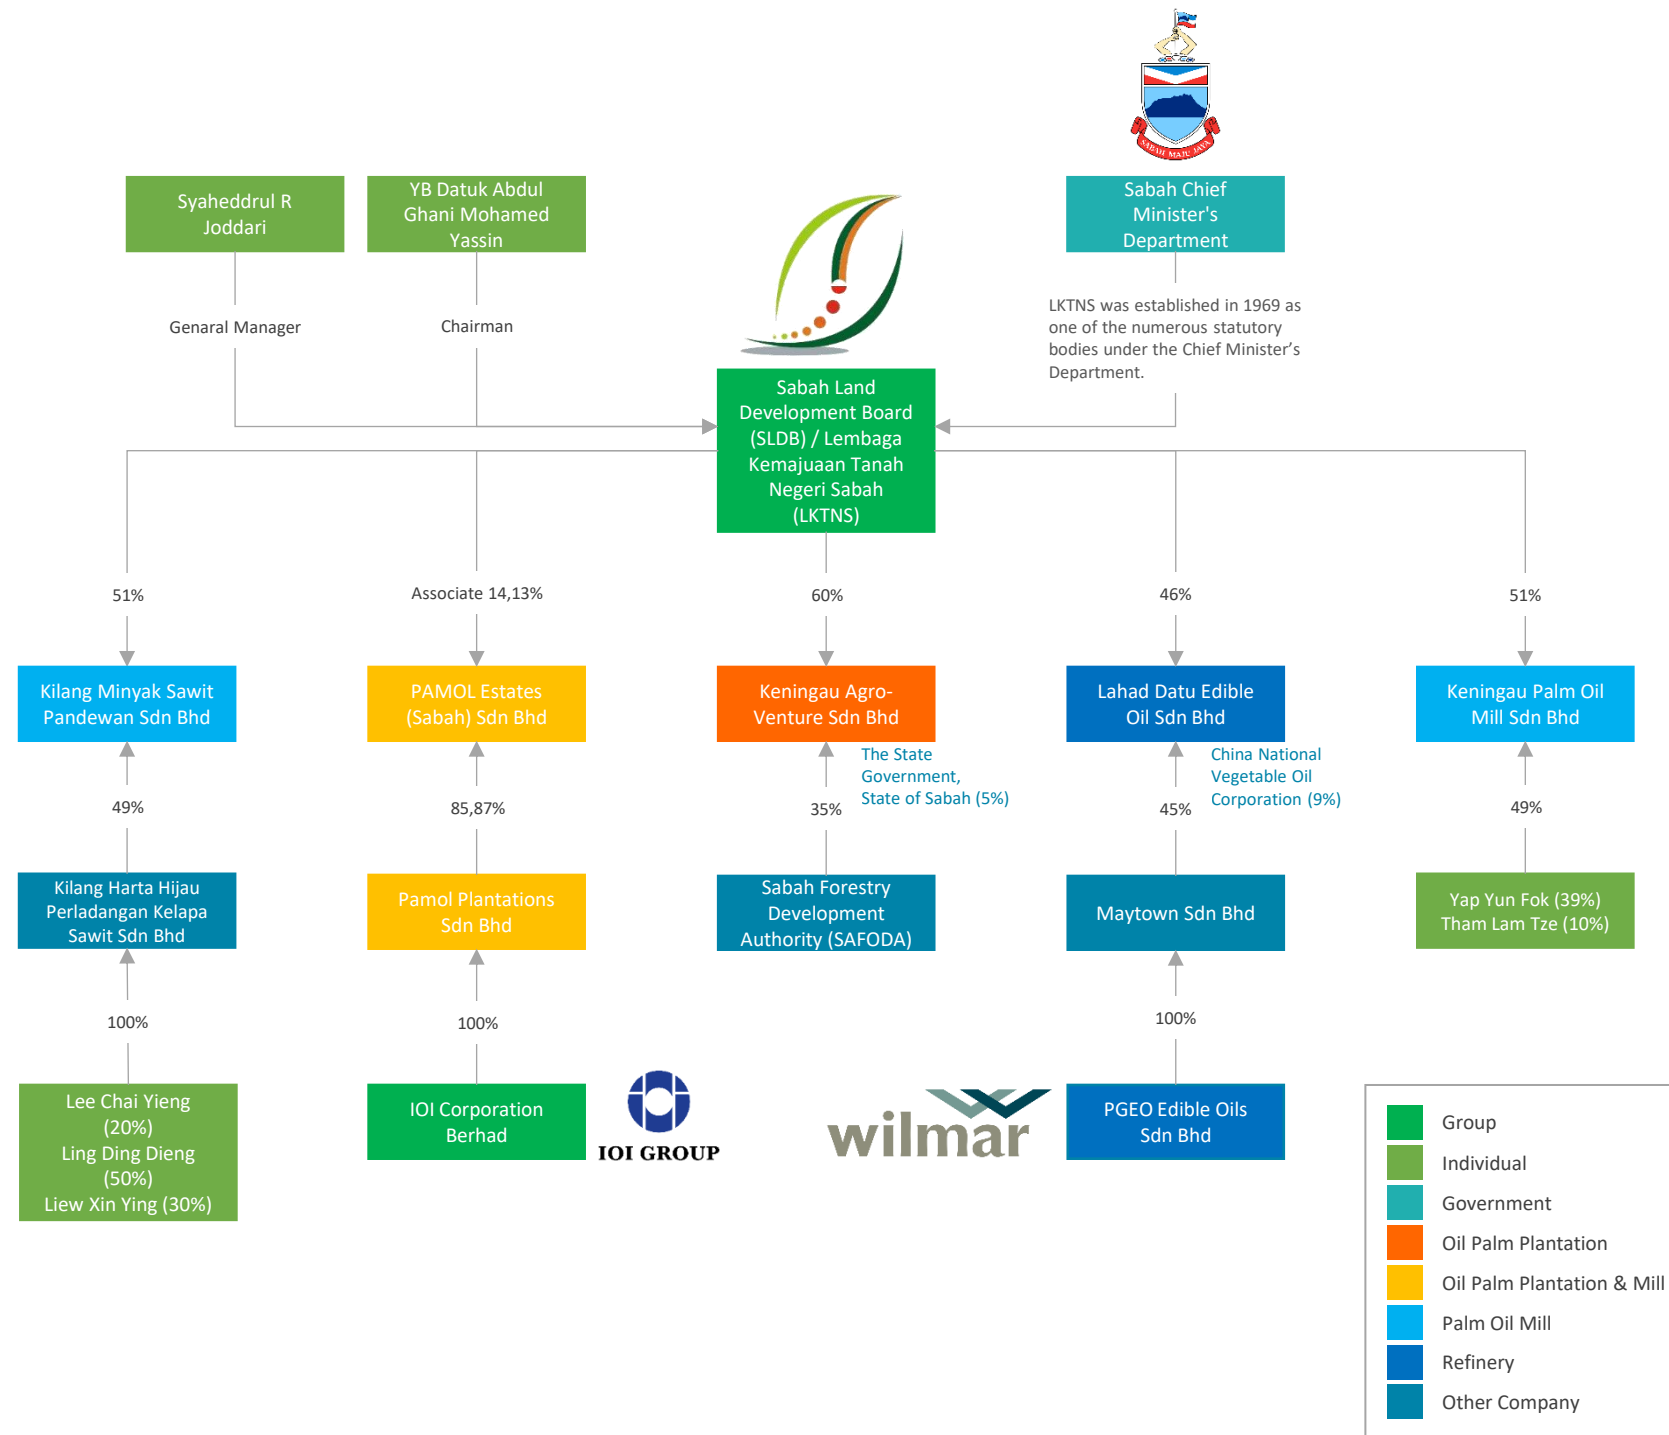 SABAH MAJU JAYA
Syaheddrul R
Joddari
YB Datuk Abdul
Ghani Mohamed
Yassin
Sabah Chief
Minister's
Department
Genaral Manager
Chairman
LKTNS was established in 1969 as
one of the numerous statutory
bodies under the Chief Minister’s
Department.
Sabah Land
Development Board
(SLDB) / Lembaga
Kemajuaan Tanah
Negeri Sabah
(LKTNS)
51%
Associate 14,13%
60%
46%
51%
Kilang Minyak Sawit
Pandewan Sdn Bhd
PAMOL Estates
(Sabah) Sdn Bhd
Keningau Agro-
Venture Sdn Bhd
Lahad Datu Edible
Oil Sdn Bhd
Keningau Palm Oil
Mill Sdn Bhd
The State
Government,
State of Sabah (5%)
China National
Vegetable Oil
Corporation (9%)
49%
85,87%
35%
45%
49%
Kilang Harta Hijau
Perladangan Kelapa
Sawit Sdn Bhd
Pamol Plantations
Sdn Bhd
Sabah Forestry
Development
Authority (SAFODA)
Maytown Sdn Bhd
Yap Yun Fok (39%)
Tham Lam Tze (10%)
100%
100%
100%
Lee Chai Yieng
(20%)
Ling Ding Dieng
(50%)
Liew Xin Ying (30%)
IOI Corporation
Berhad
IOI GROUP
wilmar
PGEO Edible Oils
Sdn Bhd
Group
Individual
Government
Oil Palm Plantation
Oil Palm Plantation & Mill
Palm Oil Mill
Refinery
Other Company